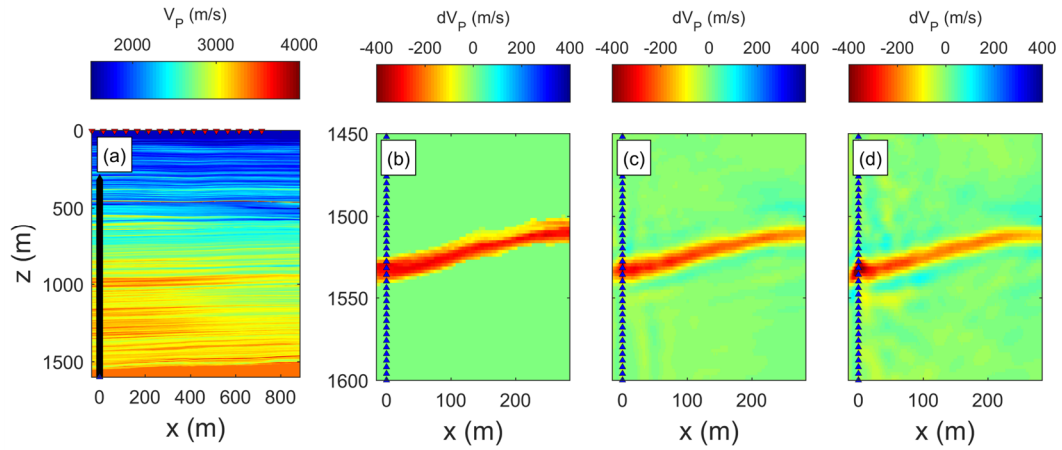 V_P (m/s)
2000 3000 4000
dV_P (m/s)
-400 -200 0 200 400
dV_P (m/s)
-400 -200 0 200 400
dV_P (m/s)
-400 -200 0 200 400
(a)
0
500
1000
1500
z (m)
0 200 400 600 800
x (m)
(b)
1450
1500
1550
1600
0 100 200
x (m)
(c)
0 100 200
x (m)
(d)
0 100 200
x (m)